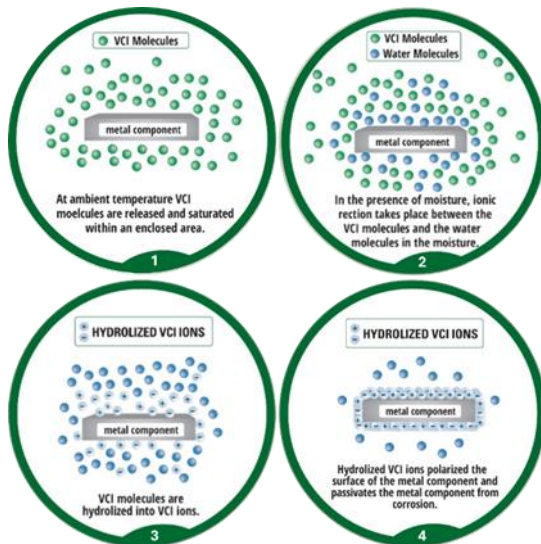 VCI Molecules
metal component
At ambient temperature VCI
moelcules are released and saturated
within an enclosed area.
1
VCI Molecules
Water Molecules
metal component
In the presence of moisture, ionic
rection takes place between the
VCI molecules and the water
molecules in the moisture.
2
HYDROLIZED VCI IONS
metal component
VCI molecules are
hydrolized into VCI ions.
3
HYDROLIZED VCI IONS
metal component
Hydrolized VCI ions polarized the
surface of the metal component and
passivates the metal component from
corrosion.
4